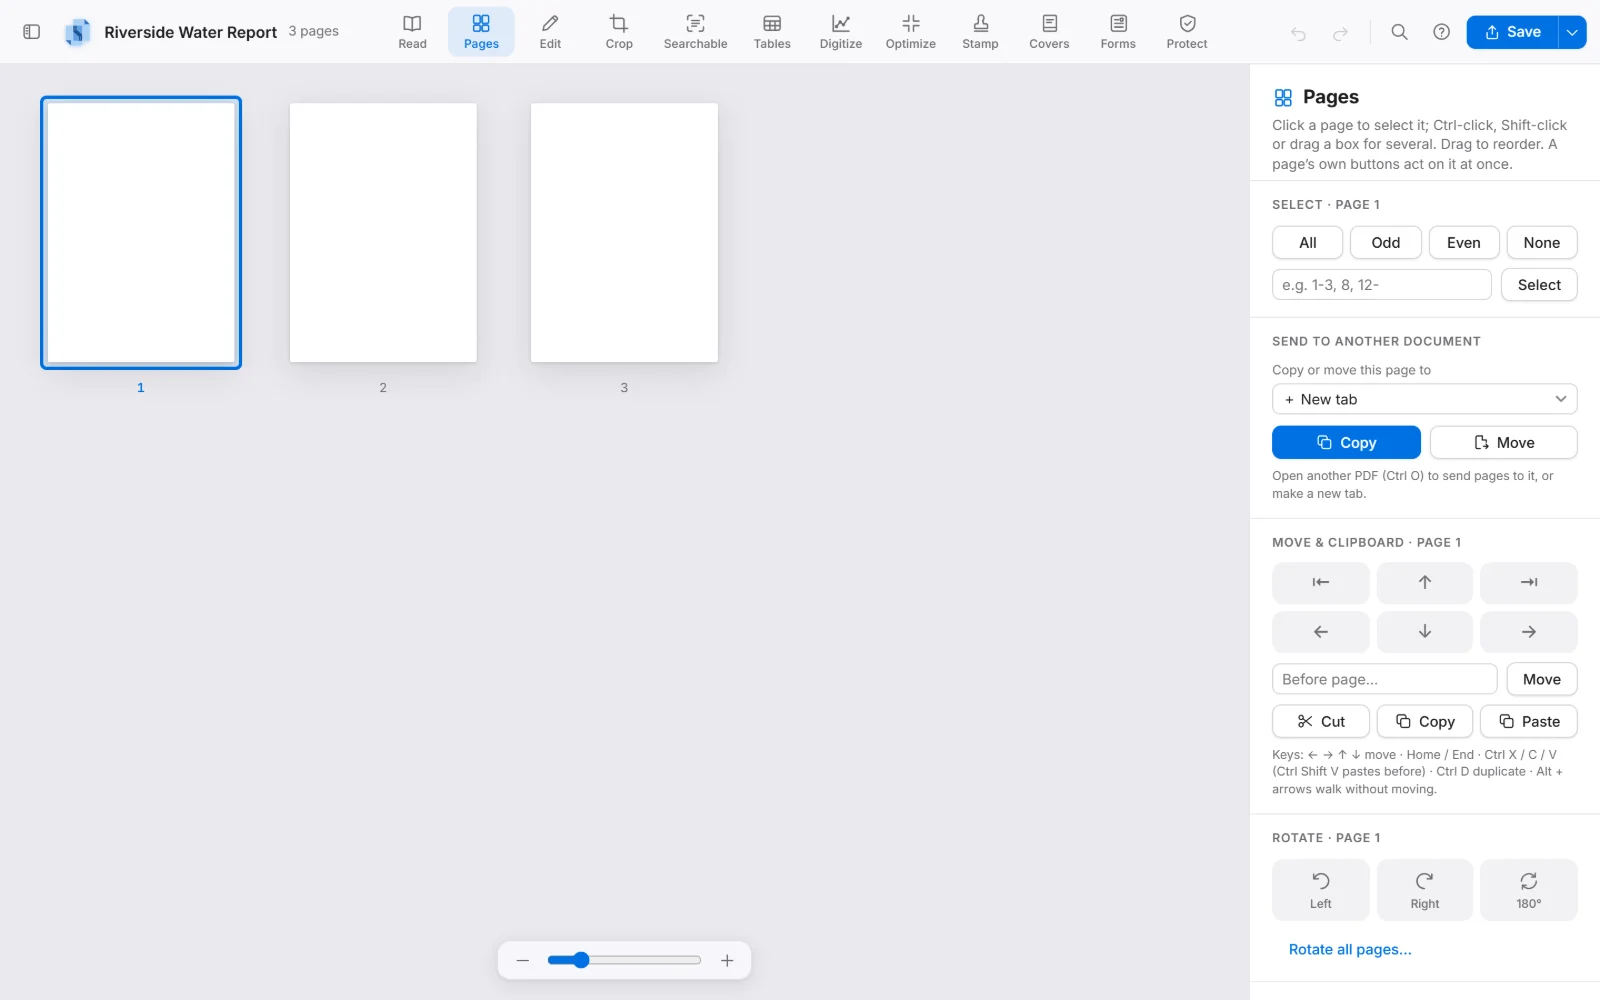 Riverside Water Report 3 pages
Read
Pages
Edit
Crop
Searchable
Tables
Digitize
Optimize
Stamp
Covers
Forms
Protect
Save
1
2
3
Pages
Click a page to select it; Ctrl-click, Shift-click
or drag a box for several. Drag to reorder. A
page’s own buttons act on it at once.
SELECT · PAGE 1
All Odd Even None
e.g. 1-3, 8, 12- Select
SEND TO ANOTHER DOCUMENT
Copy or move this page to
+ New tab
Copy Move
Open another PDF (Ctrl O) to send pages to it, or
make a new tab.
MOVE & CLIPBOARD · PAGE 1
Before page... Move
Cut Copy Paste
Keys: ← → ↑ ↓ move · Home / End · Ctrl X / C / V
(Ctrl Shift V pastes before) · Ctrl D duplicate · Alt +
arrows walk without moving.
ROTATE · PAGE 1
Left Right 180°
Rotate all pages...